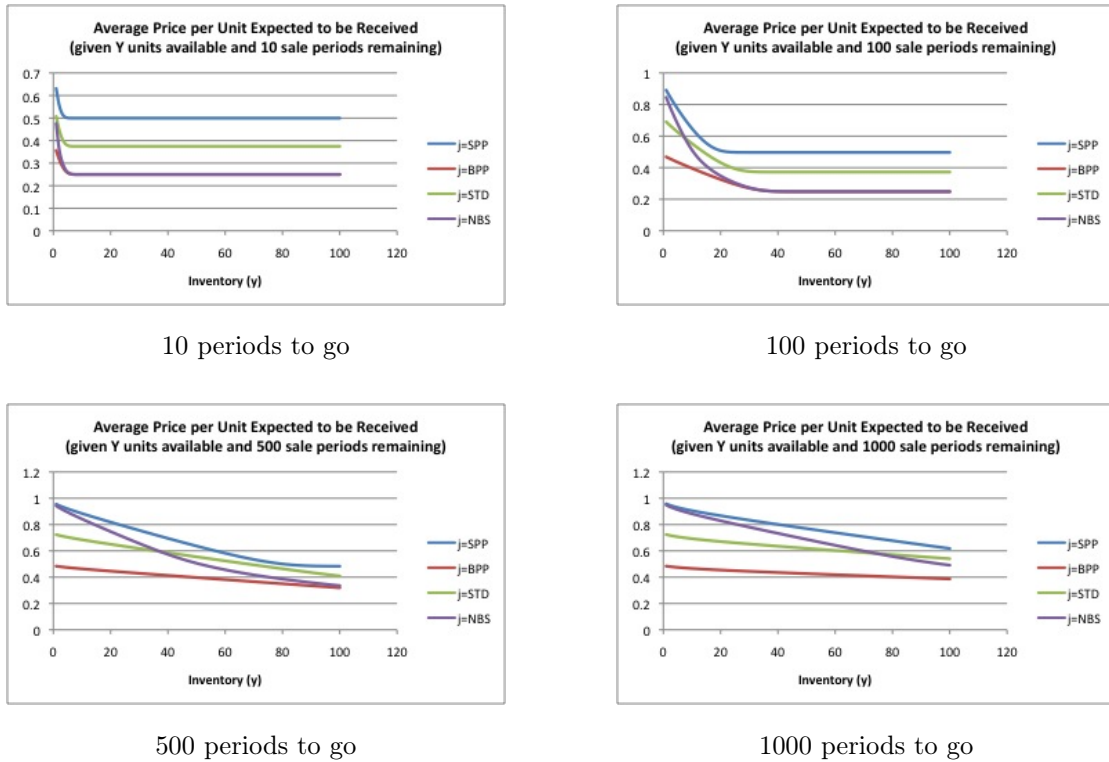 Average Price per Unit Expected to be Received
(given Y units available and 10 sale periods remaining)
0.7
0.6
0.5
0.4
0.3
0.2
0.1
0
0 20 40 60 80 100 120
Inventory (y)
j=SPP
j=BPP
j=STD
j=NBS
10 periods to go
Average Price per Unit Expected to be Received
(given Y units available and 100 sale periods remaining)
1
0.8
0.6
0.4
0.2
0
0 20 40 60 80 100 120
Inventory (y)
j=SPP
j=BPP
j=STD
j=NBS
100 periods to go
Average Price per Unit Expected to be Received
(given Y units available and 500 sale periods remaining)
1.2
1
0.8
0.6
0.4
0.2
0
0 20 40 60 80 100 120
Inventory (y)
j=SPP
j=BPP
j=STD
j=NBS
500 periods to go
Average Price per Unit Expected to be Received
(given Y units available and 1000 sale periods remaining)
1.2
1
0.8
0.6
0.4
0.2
0
0 20 40 60 80 100 120
Inventory (y)
j=SPP
j=BPP
j=STD
j=NBS
1000 periods to go